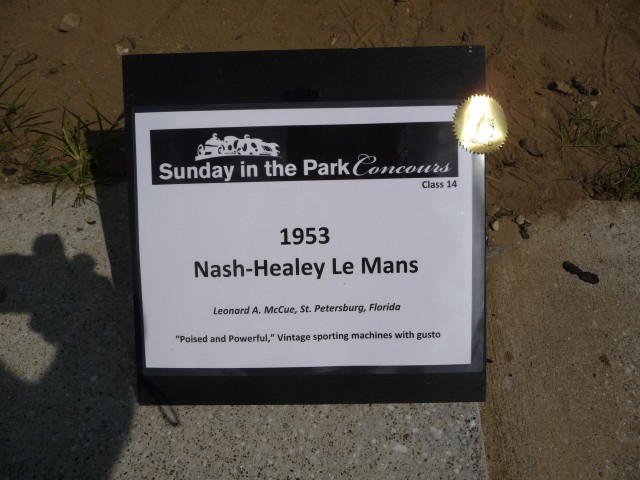 Sunday in the Park Concours
Class 14
1953
Nash-Healey Le Mans
Leonard A. McCue, St. Petersburg, Florida
"Poised and Powerful," Vintage sporting machines with gusto